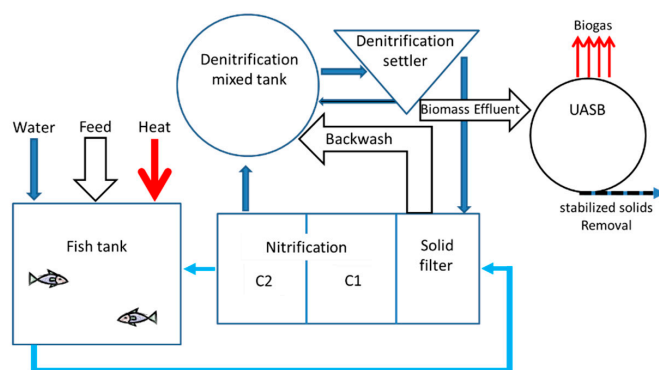 Biogas
Denitrification
mixed tank
Denitrification
settler
Biomass Effluent
UASB
Water
Feed
Heat
Backwash
stabilized solids
Removal
Fish tank
Nitrification
C2
C1
Solid
filter